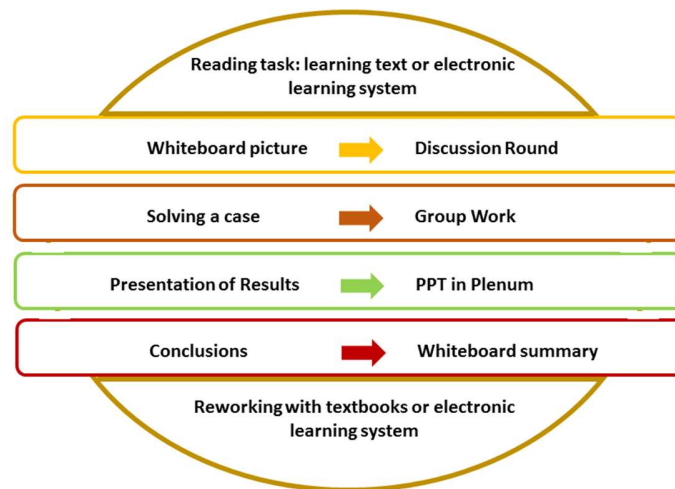 Reading task: learning text or electronic
learning system
Whiteboard picture
Discussion Round
Solving a case
Group Work
Presentation of Results
PPT in Plenum
Conclusions
Whiteboard summary
Reworking with textbooks or electronic
learning system